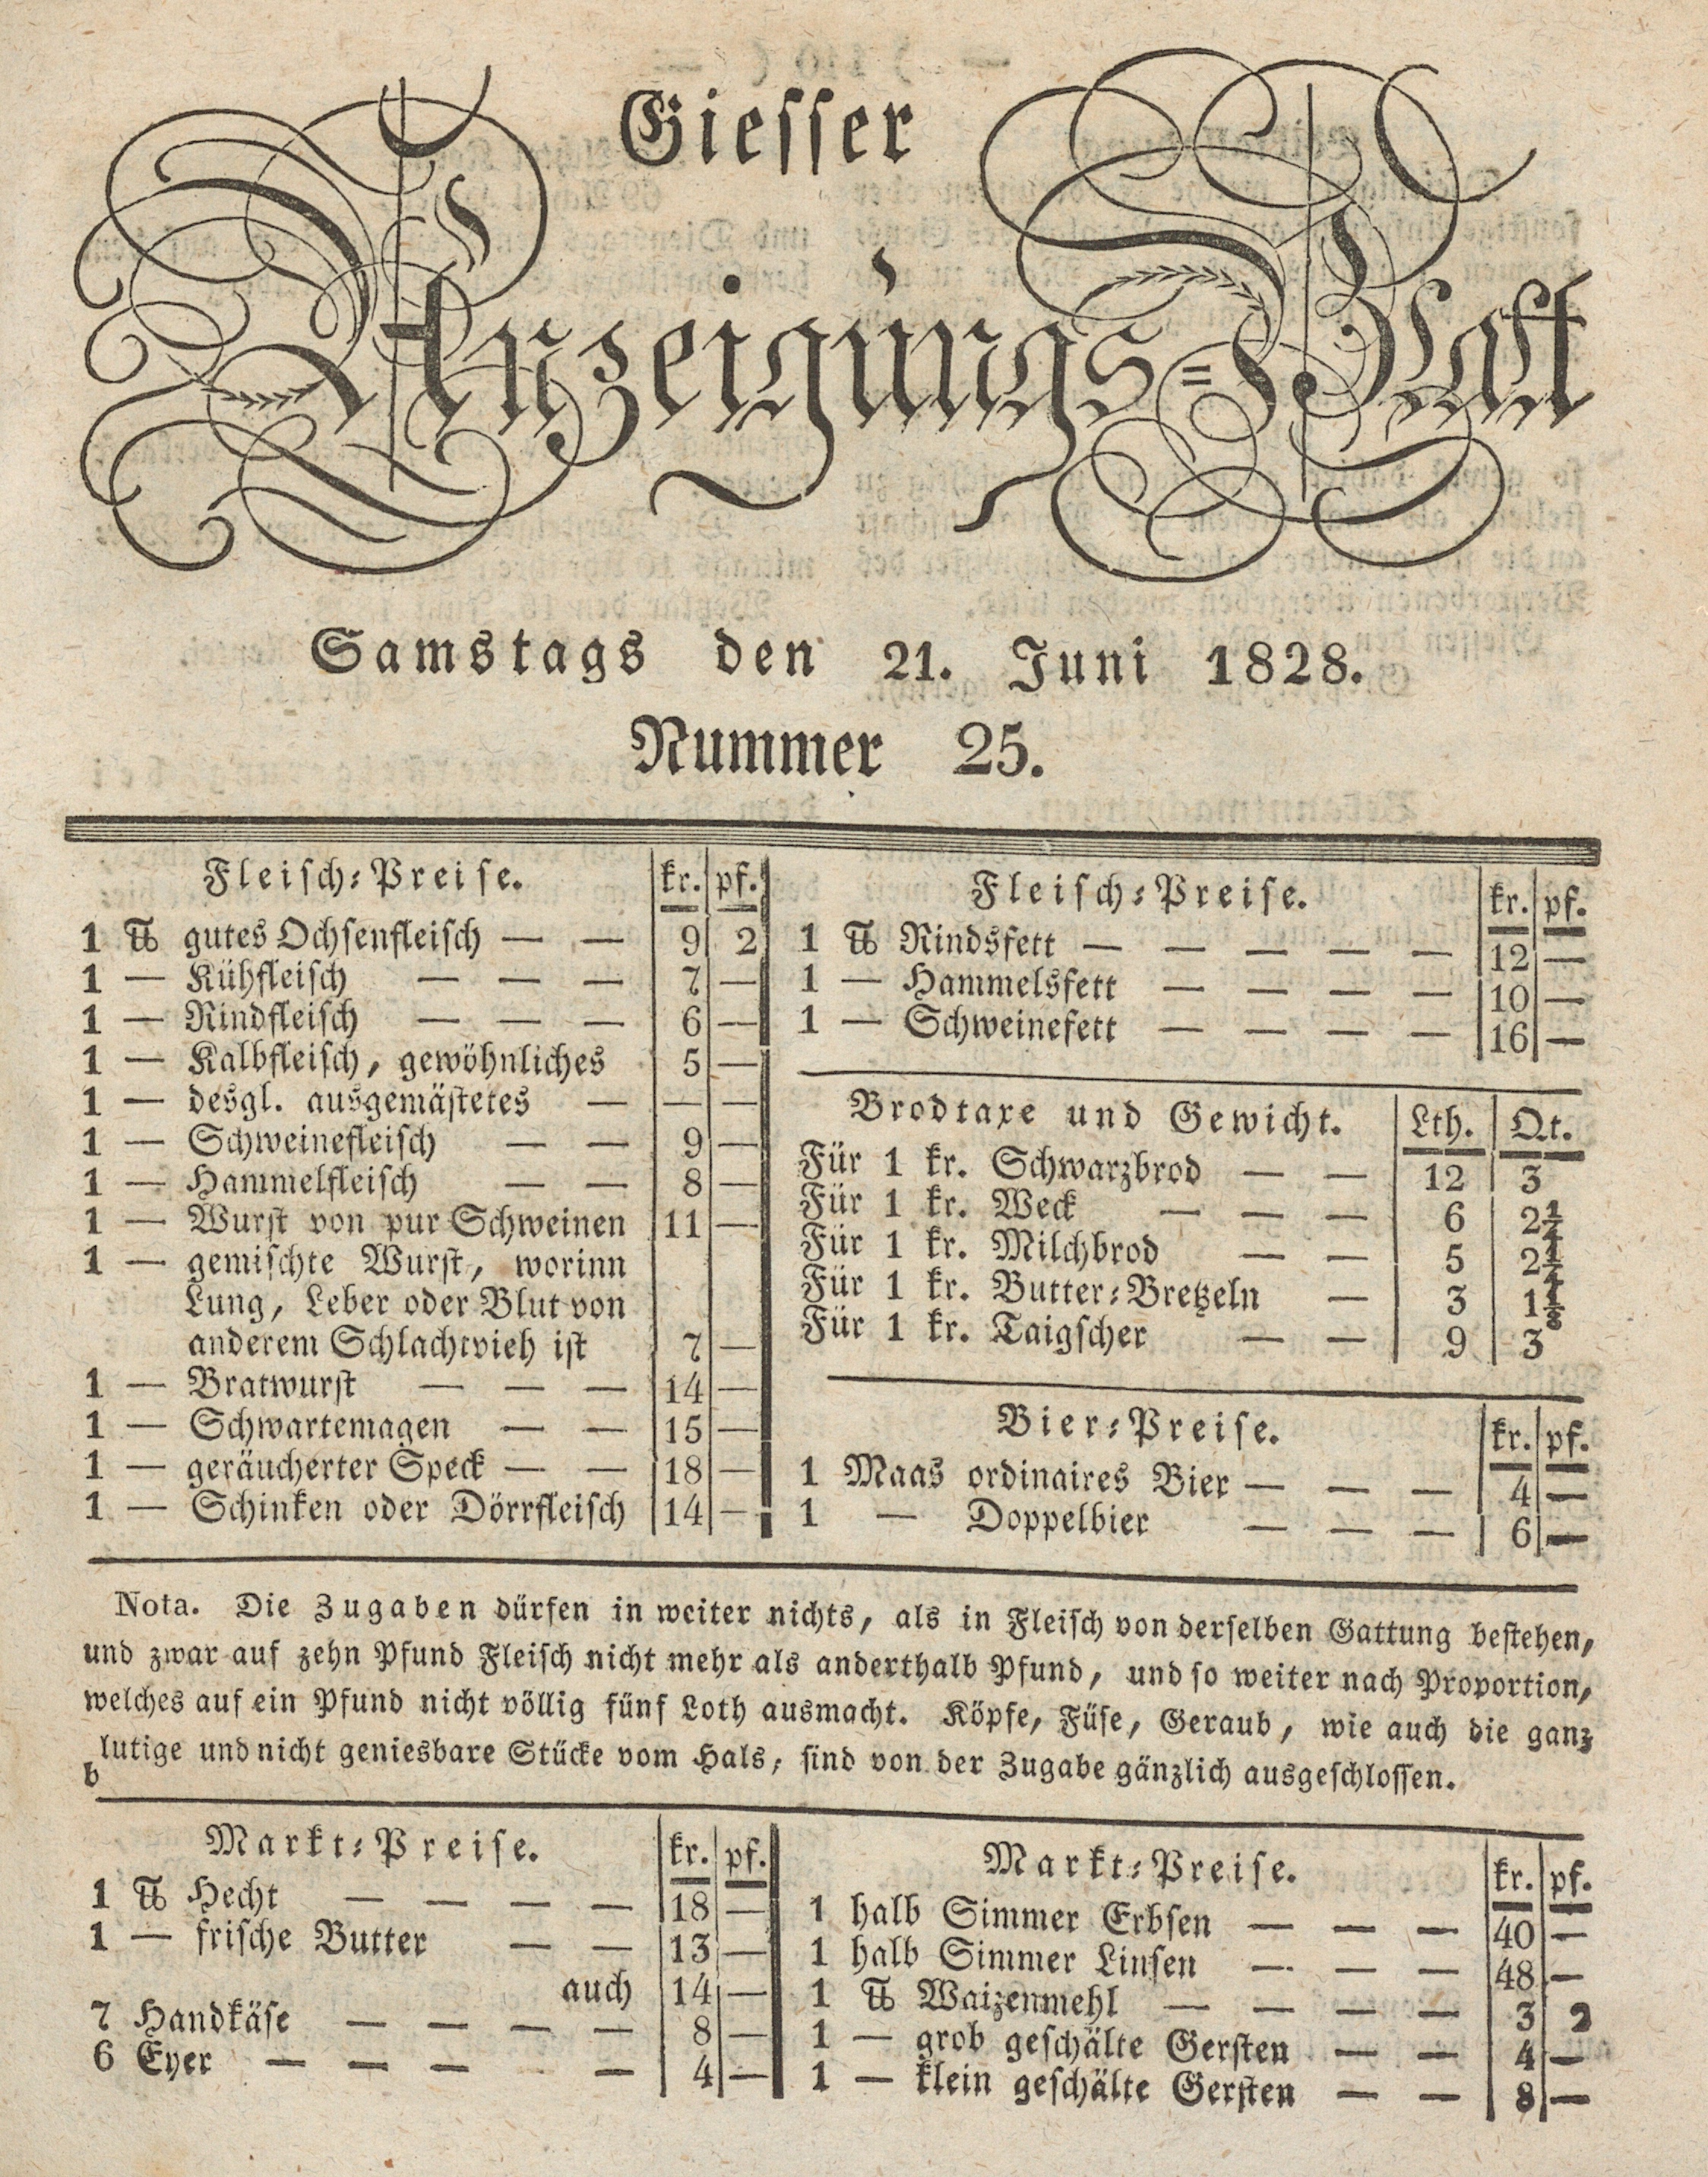 Giesser
Anzeigungs=Blatt
Samstags den 21. Juni 1828.
Nummer 25.
Fleisch=Preise. kr. pf.
1 ℔ gutes Ochsenfleisch — — 9 2
1 — Kühfleisch — — — 7 —
1 — Rindfleisch — — — 6 —
1 — Kalbfleisch, gewöhnliches 5 —
1 — desgl. ausgemästetes — — —
1 — Schweinefleisch — — 9 —
1 — Hammelfleisch — — 8 —
1 — Wurst von pur Schweinen 11 —
1 — gemischte Wurst, worinn
Lung, Leber oder Blut von
anderem Schlachtvieh ist 7 —
1 — Bratwurst — — — 14 —
1 — Schwartemagen — — 15 —
1 — geräucherter Speck — — 18 —
1 — Schinken oder Dörrfleisch 14 —
Fleisch=Preise. kr. pf.
1 ℔ Rindsfett — — — — — 12 —
1 — Hammelsfett — — — — 10 —
1 — Schweinefett — — — — 16 —
Brodtaxe und Gewicht. Lth. Qt.
Für 1 kr. Schwarzbrod — — 12 3
Für 1 kr. Weck — — — 6 2½
Für 1 kr. Milchbrod — — 5 2½
Für 1 kr. Butter=Bretzeln — 3 1⅛
Für 1 kr. Taigscher — — 9 3
Bier=Preise. kr. pf.
1 Maas ordinaires Bier — — — 4 —
1 — Doppelbier — — — 6 —
Nota. Die Zugaben dürfen in weiter nichts, als in Fleisch von derselben Gattung bestehen,
und zwar auf zehn Pfund Fleisch nicht mehr als anderthalb Pfund, und so weiter nach Proportion,
welches auf ein Pfund nicht völlig fünf Loth ausmacht. Köpfe, Füse, Geraub, wie auch die ganz
blutige und nicht geniesbare Stücke vom Hals, sind von der Zugabe gänzlich ausgeschlossen.
Markt=Preise. kr. pf.
1 ℔ Hecht — — — — 18 —
1 — frische Butter — — 13 —
auch 14 —
7 Handkäse — — — — 8 —
6 Eyer — — — — 4 —
Markt=Preise. kr. pf.
1 halb Simmer Erbsen — — — 40 —
1 halb Simmer Linsen — — — 48 —
1 ℔ Waizenmehl — — — — 3 2
1 — grob geschälte Gersten — — 4 —
1 — klein geschälte Gersten — — 8 —